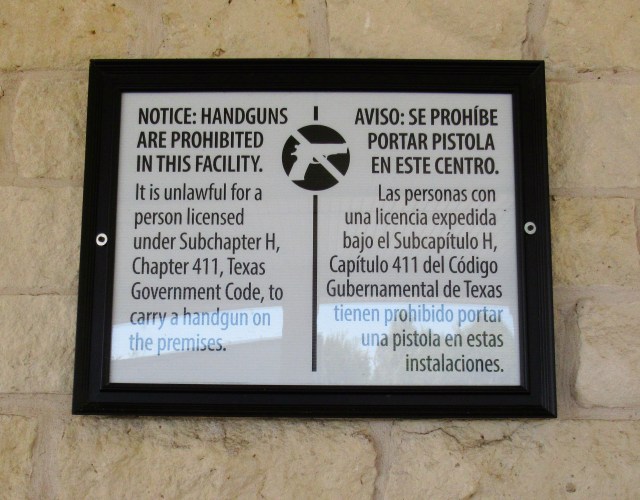 NOTICE: HANDGUNS
ARE PROHIBITED
IN THIS FACILITY.
It is unlawful for a
person licensed
under Subchapter H,
Chapter 411, Texas
Government Code, to
carry a handgun on
the premises.
AVISO: SE PROHÍBE
PORTAR PISTOLA
EN ESTE CENTRO.
Las personas con
una licencia expedida
bajo el Subcapítulo H,
Capítulo 411 del Código
Gubernamental de Texas
tienen prohibido portar
una pistola en estas
instalaciones.